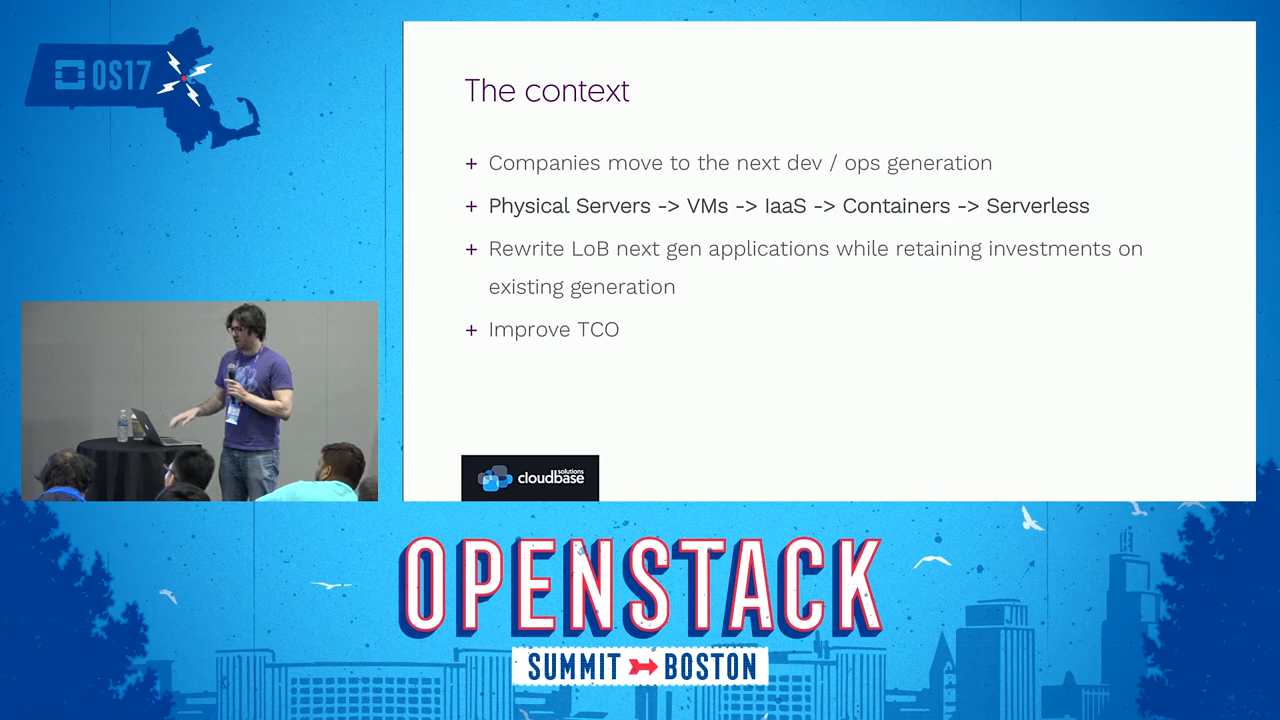 OS17
The context
+ Companies move to the next dev / ops generation
+ Physical Servers -> VMs -> IaaS -> Containers -> Serverless
+ Rewrite LoB next gen applications while retaining investments on
existing generation
+ Improve TCO
cloudbase
solutions
OPENSTACK
SUMMIT BOSTON